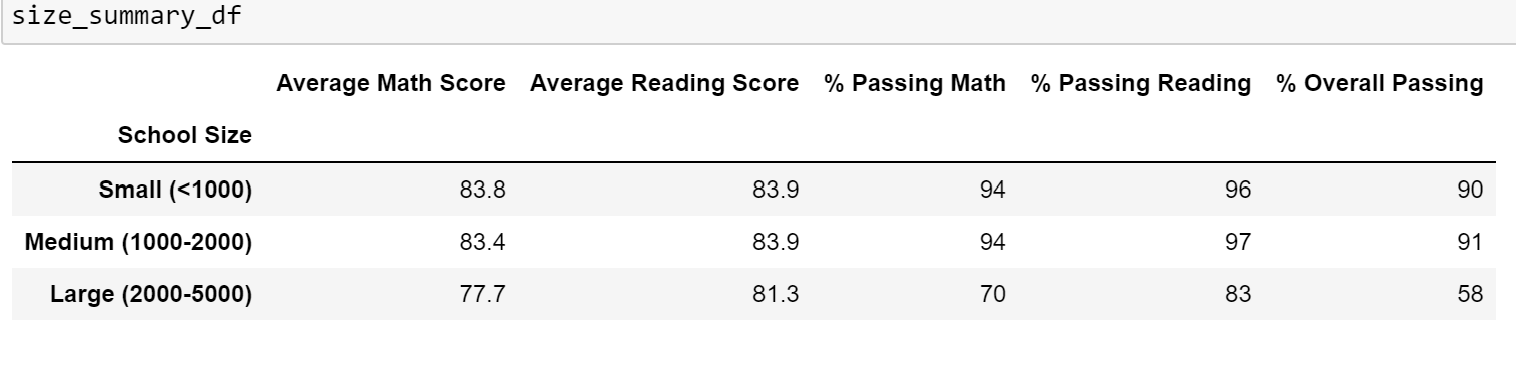 size_summary_df
Average Math Score Average Reading Score % Passing Math % Passing Reading % Overall Passing
School Size
Small (<1000) 83.8 83.9 94 96 90
Medium (1000-2000) 83.4 83.9 94 97 91
Large (2000-5000) 77.7 81.3 70 83 58